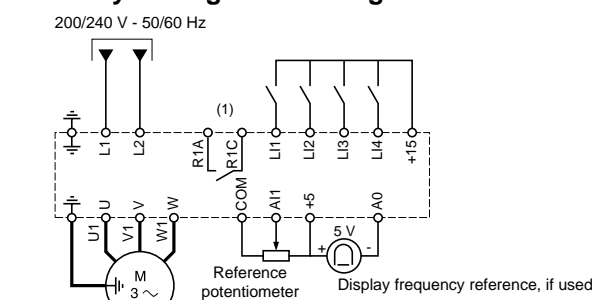 200/240 V - 50/60 Hz
(1)
L1
L2
R1A
R1C
LI1
LI2
LI3
LI4
+15
U
V
W
COM
AI1
+5
A0
U1
V1
W1
5 V
+
-
M
3 ~
Reference
potentiometer
Display frequency reference, if used